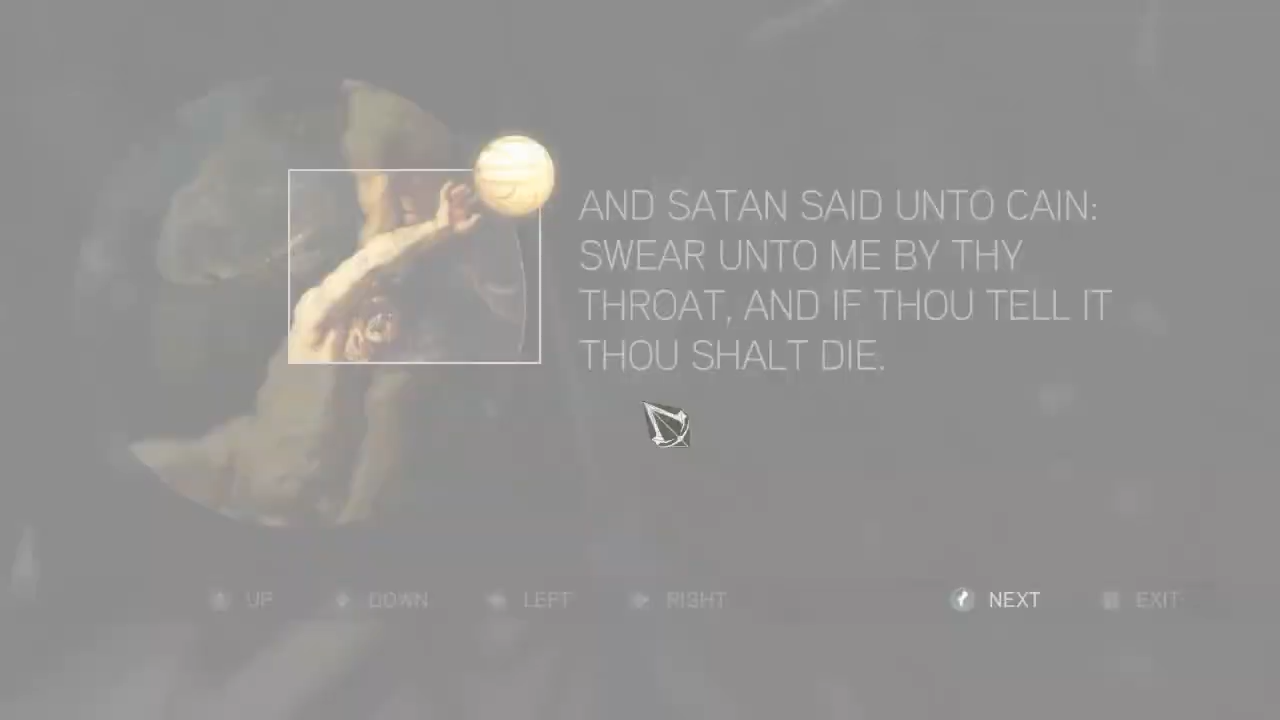 AND SATAN SAID UNTO CAIN:
SWEAR UNTO ME BY THY
THROAT, AND IF THOU TELL IT
THOU SHALT DIE.
UP DOWN LEFT RIGHT NEXT EXIT